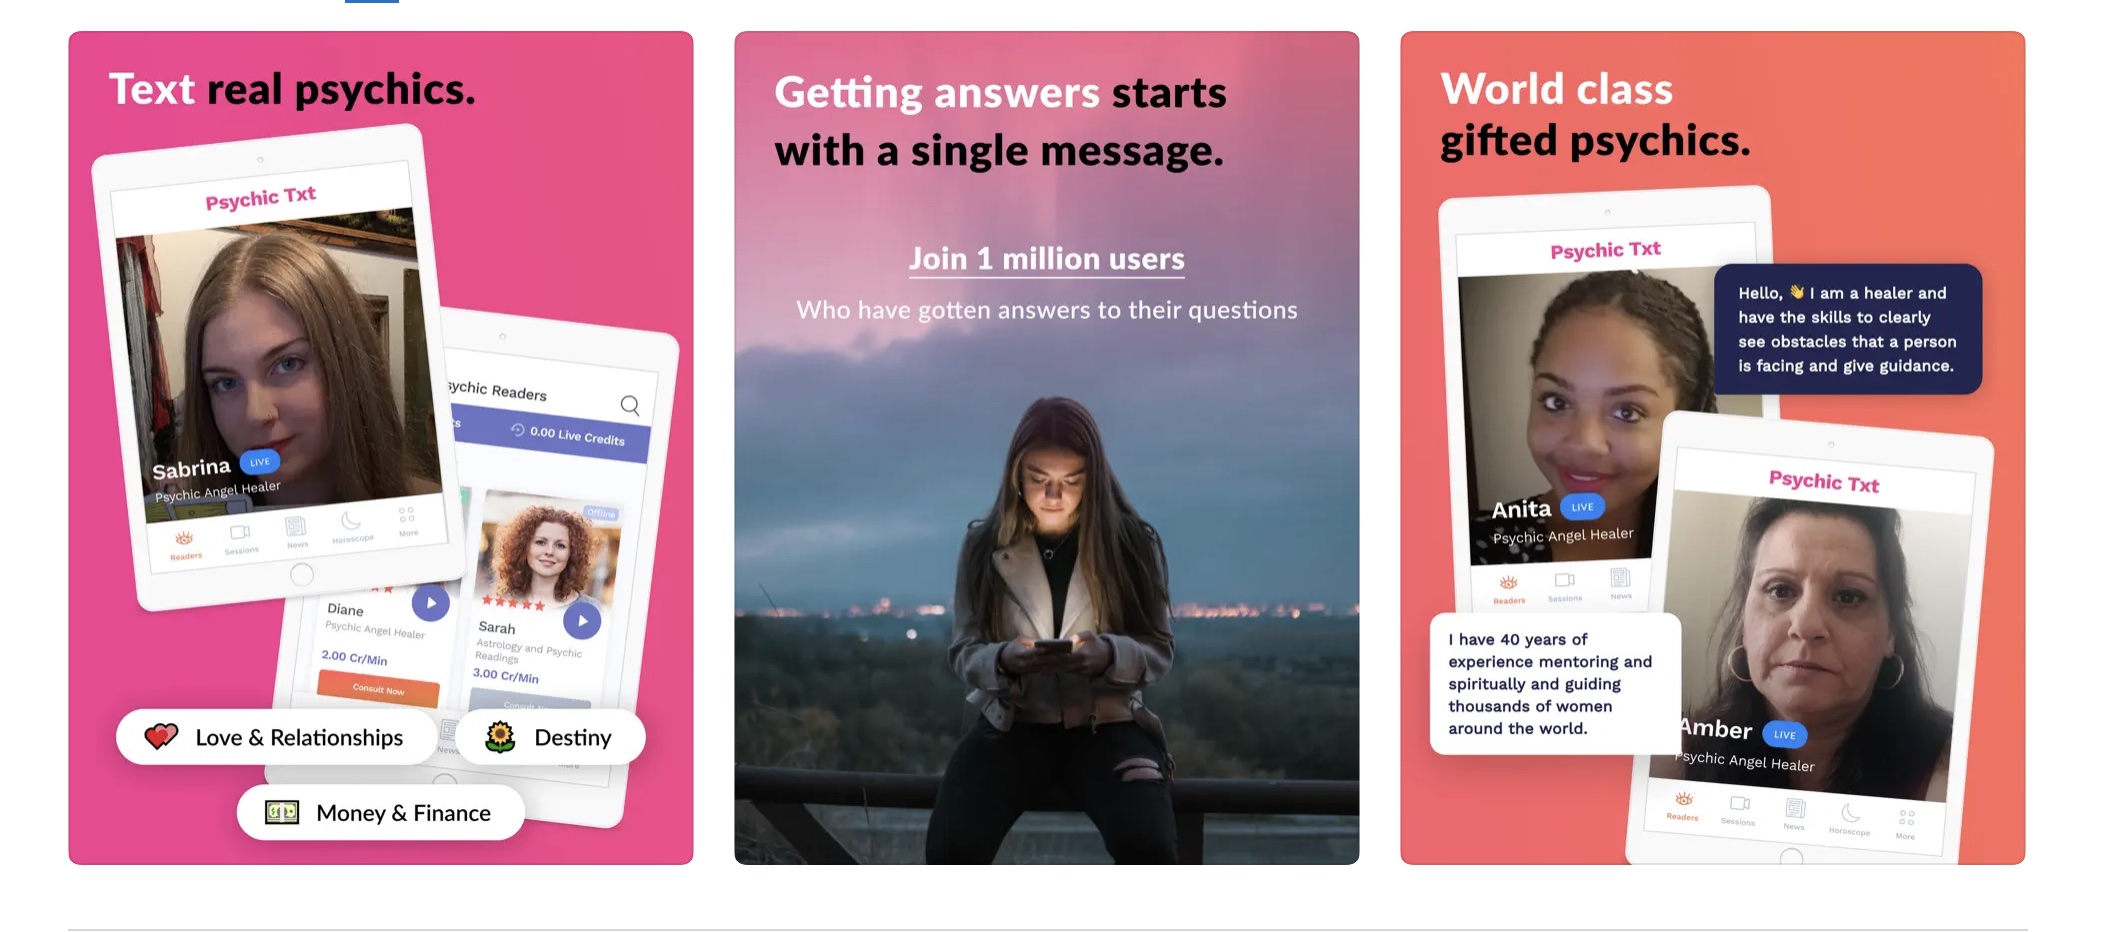 Text real psychics.
Psychic Txt
Sabrina LIVE
Psychic Angel Healer
Readers
Sessions
News
Horoscope
More
sychic Readers
ts
0.00 Live Credits
Offline
Diane
Psychic Angel Healer
2.00 Cr/Min
Consult Now
Sarah
Astrology and Psychic
Readings
3.00 Cr/Min
Consult
News
More
Love & Relationships
Destiny
Money & Finance
Getting answers starts
with a single message.
Join 1 million users
Who have gotten answers to their questions
World class
gifted psychics.
Psychic Txt
Hello, 👋 I am a healer and
have the skills to clearly
see obstacles that a person
is facing and give guidance.
Anita LIVE
Psychic Angel Healer
Readers
Sessions
News
I have 40 years of
experience mentoring and
spiritually and guiding
thousands of women
around the world.
Psychic Txt
Amber LIVE
Psychic Angel Healer
Readers
Sessions
News
Horoscope
More